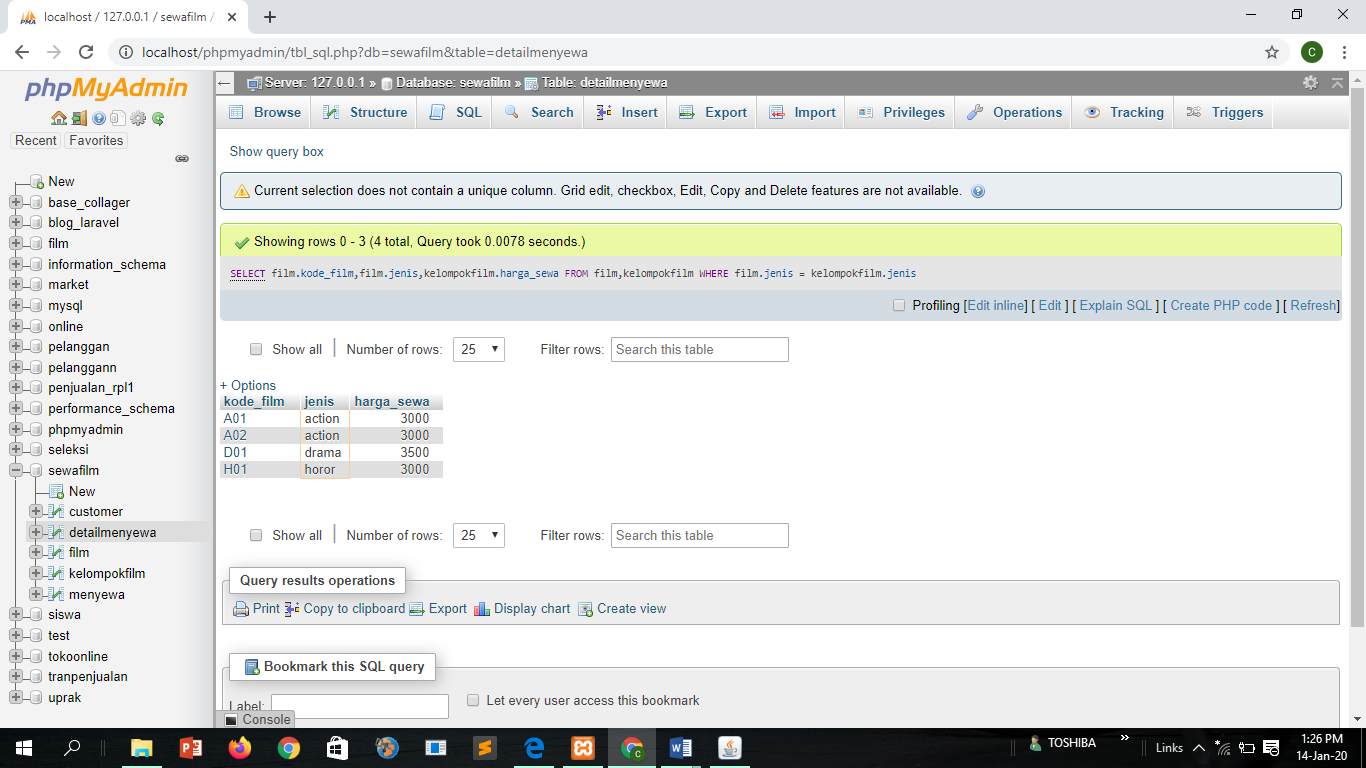 localhost / 127.0.0.1 / sewafilm /
localhost/phpmyadmin/tbl_sql.php?db=sewafilm&table=detailmenyewa
C
phpMyAdmin
Recent Favorites
New
base_collager
blog_laravel
film
information_schema
market
mysql
online
pelanggan
pelanggann
penjualan_rpl1
performance_schema
phpmyadmin
seleksi
sewafilm
New
customer
detailmenyewa
film
kelompokfilm
menyewa
siswa
test
tokoonline
tranpenjualan
uprak
Server: 127.0.0.1 » Database: sewafilm » Table: detailmenyewa
Browse Structure SQL Search Insert Export Import Privileges Operations Tracking Triggers
Show query box
Current selection does not contain a unique column. Grid edit, checkbox, Edit, Copy and Delete features are not available.
Showing rows 0 - 3 (4 total, Query took 0.0078 seconds.)
SELECT film.kode_film,film.jenis,kelompokfilm.harga_sewa FROM film,kelompokfilm WHERE film.jenis = kelompokfilm.jenis
Profiling [Edit inline] [ Edit ] [ Explain SQL ] [ Create PHP code ] [ Refresh]
Show all Number of rows: 25 Filter rows: Search this table
+ Options
kode_film jenis harga_sewa
A01 action 3000
A02 action 3000
D01 drama 3500
H01 horor 3000
Show all Number of rows: 25 Filter rows: Search this table
Query results operations
Print Copy to clipboard Export Display chart Create view
Bookmark this SQL query
Label: Let every user access this bookmark
Console
TOSHIBA » Links 1:26 PM
14-Jan-20